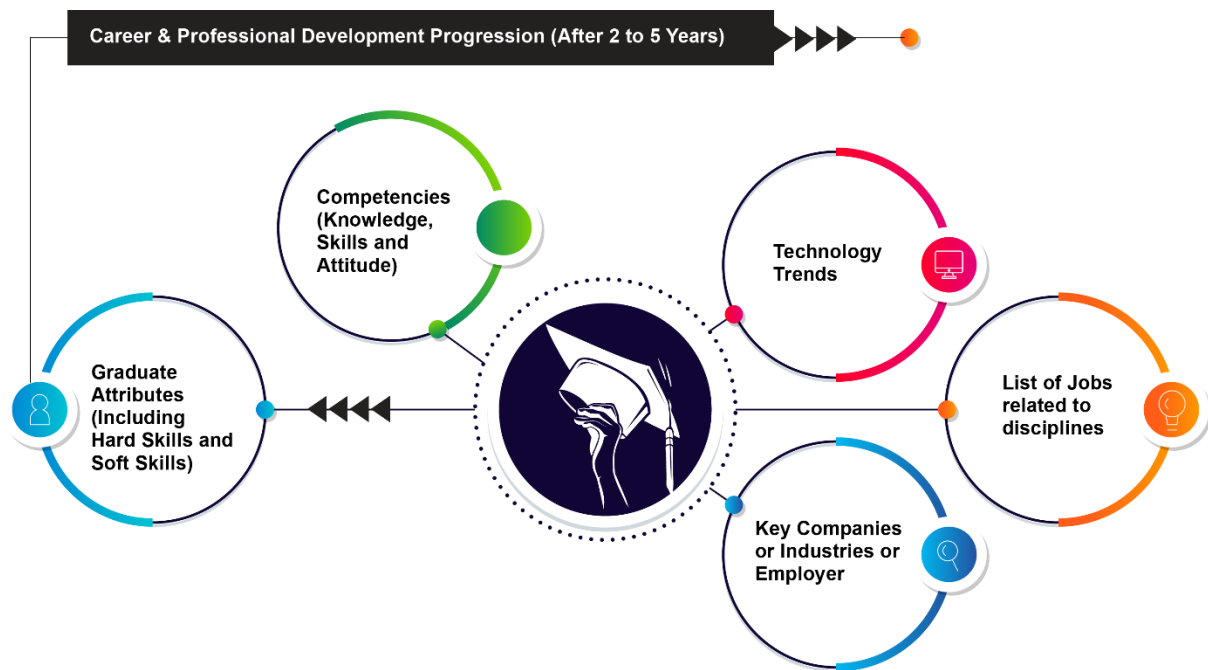 Career & Professional Development Progression (After 2 to 5 Years)
Competencies
(Knowledge,
Skills and
Attitude)
Technology
Trends
Graduate
Attributes
(Including
Hard Skills and
Soft Skills)
List of Jobs
related to
disciplines
Key Companies
or Industries or
Employer